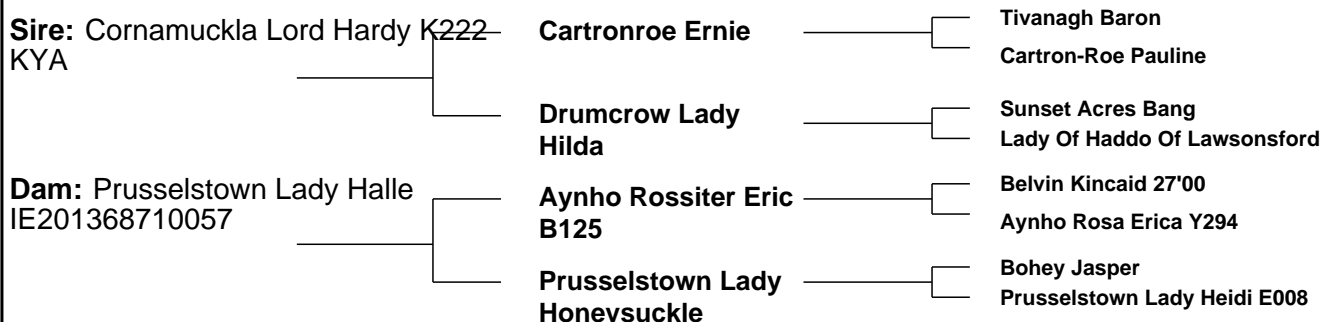 Sire: Cornamuckla Lord Hardy K222
KYA
Cartronroe Ernie
Tivanagh Baron
Cartron-Roe Pauline
Drumcrow Lady
Hilda
Sunset Acres Bang
Lady Of Haddo Of Lawsonsford
Dam: Prusselstown Lady Halle
IE201368710057
Aynho Rossiter Eric
B125
Belvin Kincaid 27'00
Aynho Rosa Erica Y294
Prusselstown Lady
Honeysuckle
Bohey Jasper
Prusselstown Lady Heidi E008